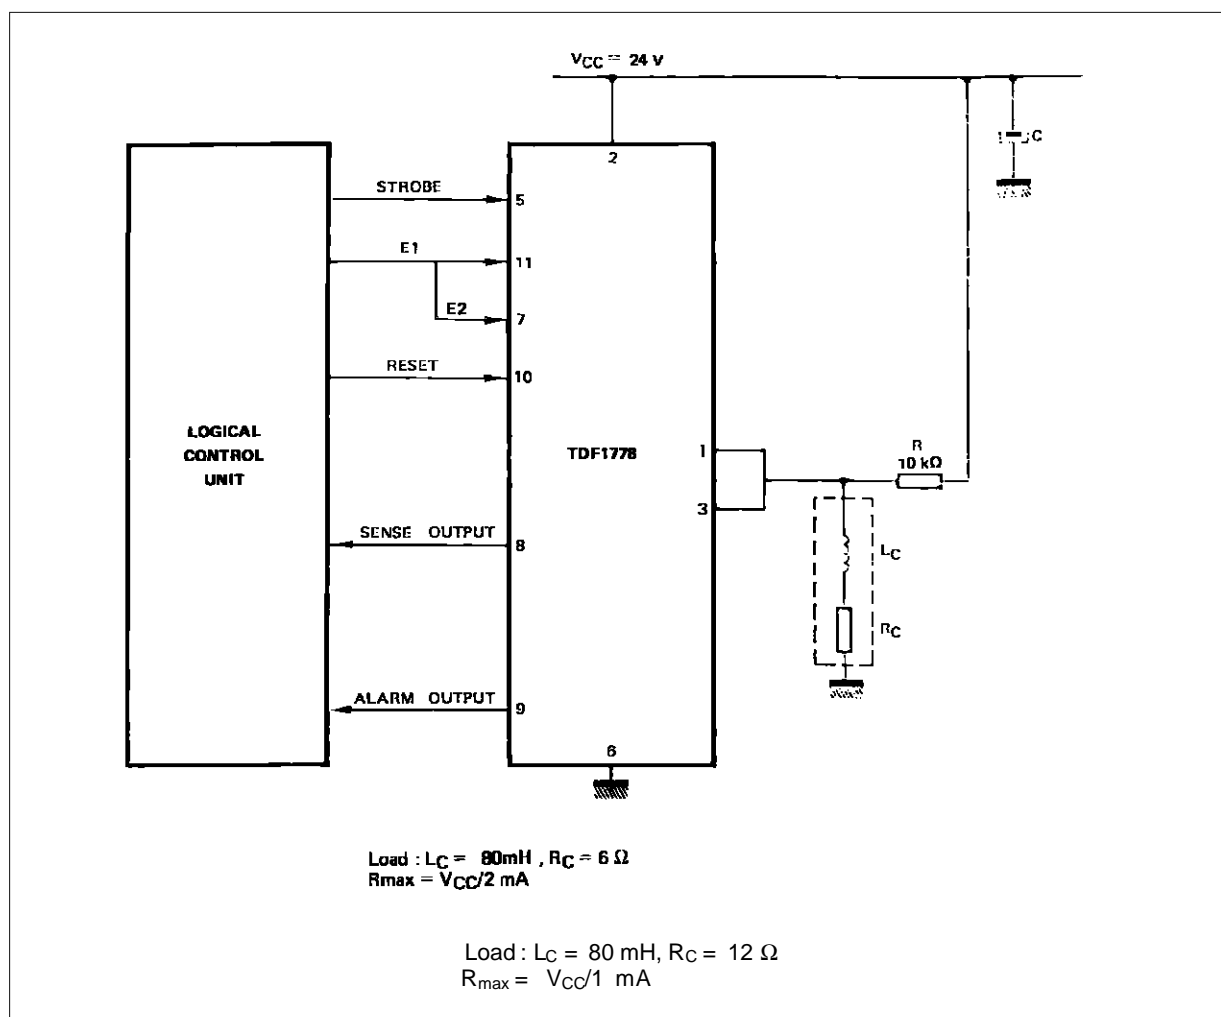 VCC = 24 V
C
2
STROBE
5
E1
11
E2
7
RESET
10
LOGICAL
CONTROL
UNIT
TDF1778
1
R
10 kΩ
3
SENSE OUTPUT
8
LC
RC
ALARM OUTPUT
9
6
Load : LC = 80mH , RC = 6 Ω
Rmax = VCC/2 mA
Load : LC = 80 mH, RC = 12 Ω
Rmax = VCC/1 mA